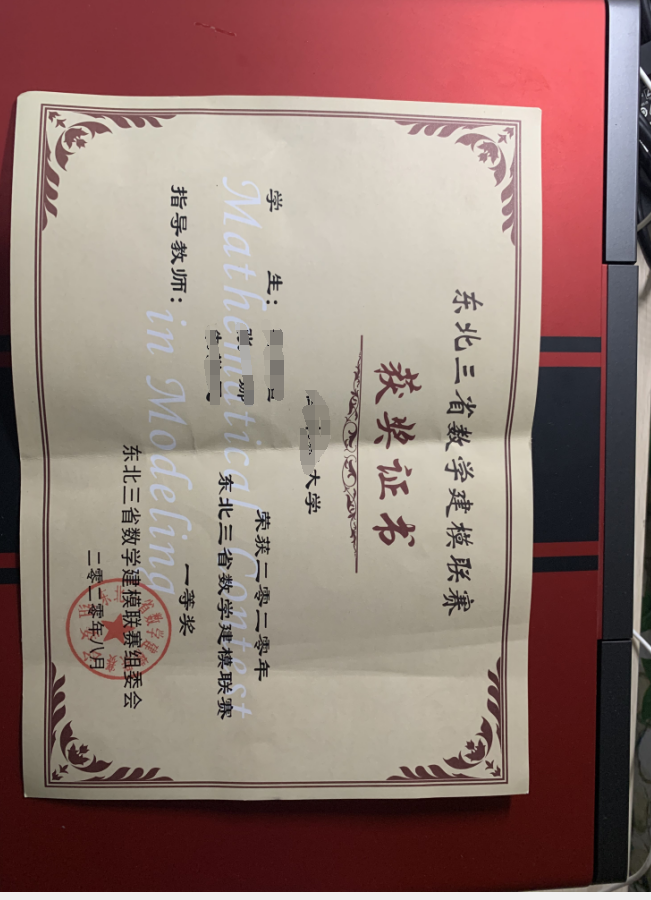 东北三省数学建模联赛
获奖证书
大学
学 生：
荣获二零二零年
东北三省数学建模联赛
指导教师：
一等奖
东北三省数学建模联赛组委会
二零二零年八月
Mathematical Contest
in Modeling